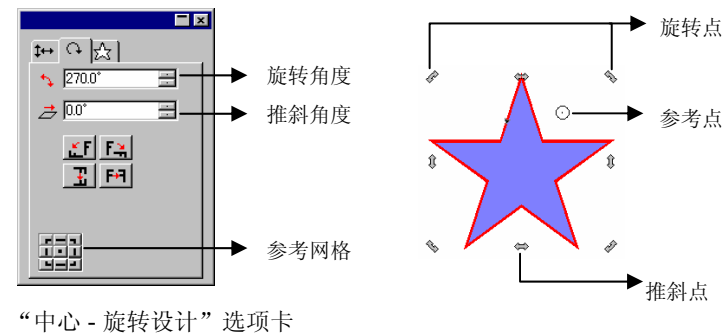 旋转点
270.0°
旋转角度
0.0°
推斜角度
参考点
F
F
F
参考网格
推斜点
“中心 - 旋转设计”选项卡